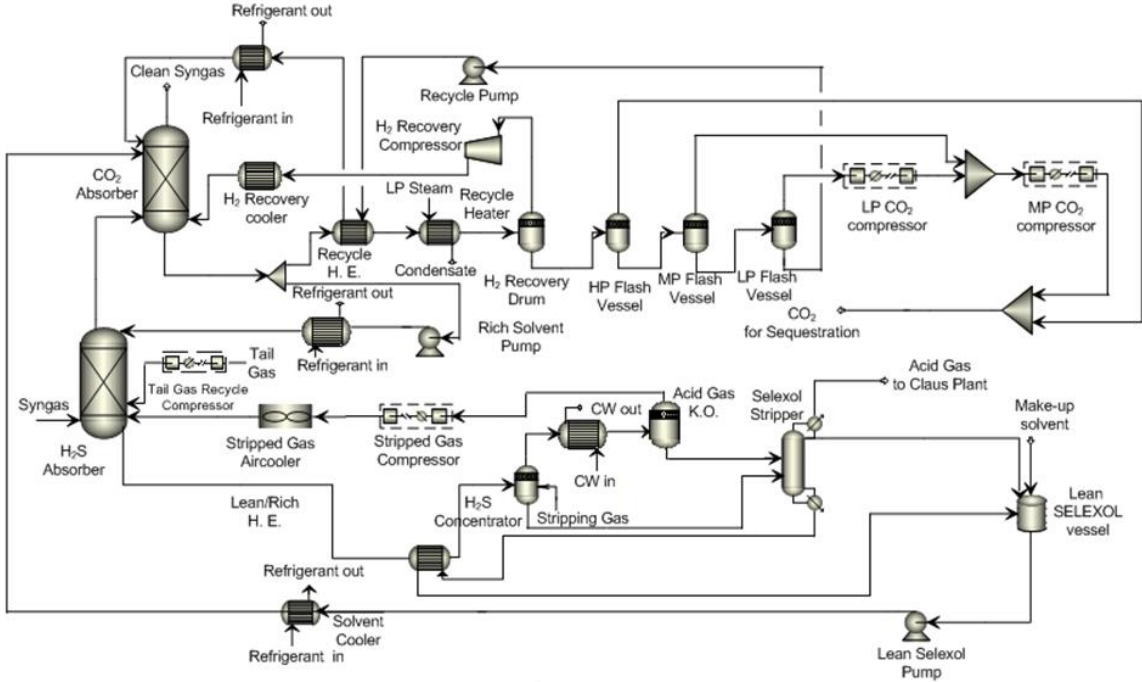 Refrigerant out
Clean Syngas
Refrigerant in
Recycle Pump
H₂ Recovery
Compressor
CO₂
Absorber
H₂ Recovery
cooler
LP Steam
Recycle
Heater
Recycle
H. E.
Condensate
H₂ Recovery
Drum
HP Flash
Vessel
MP Flash
Vessel
LP Flash
Vessel
LP CO₂
compressor
MP CO₂
compressor
CO₂
for Sequestration
Refrigerant out
Rich Solvent
Pump
Refrigerant in
Tail
Gas
Tail Gas Recycle
Compressor
Syngas
H₂S
Absorber
Stripped Gas
Aircooler
Stripped Gas
Compressor
CW out
CW in
Acid Gas
K.O.
Selexol
Stripper
Acid Gas
to Claus Plant
Make-up
solvent
Lean
SELEXOL
vessel
Lean/Rich
H. E.
H₂S
Concentrator
Stripping Gas
Refrigerant out
Solvent
Cooler
Refrigerant in
Lean Selexol
Pump